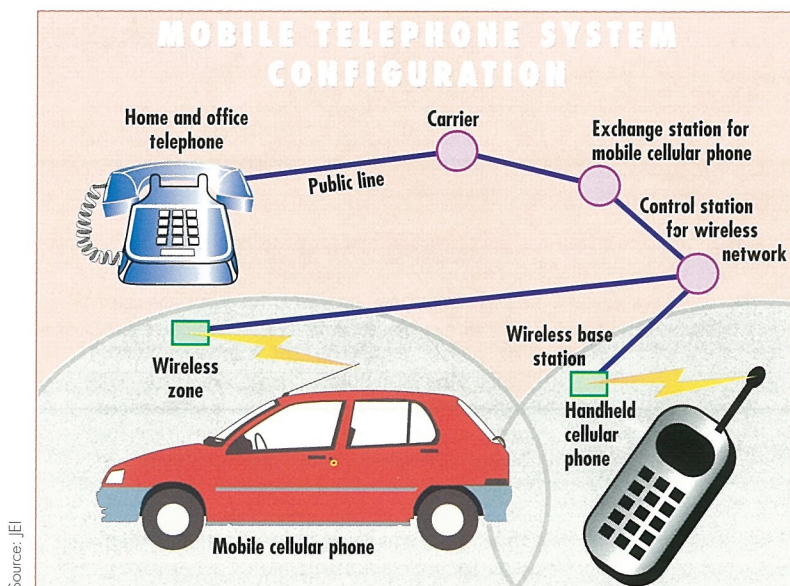 MOBILE TELEPHONE SYSTEM
CONFIGURATION
Home and office
telephone
Carrier
Exchange station for
mobile cellular phone
Public line
Control station
for wireless
network
Wireless
zone
Wireless base
station
Handheld
cellular
phone
Mobile cellular phone
Source: JEI